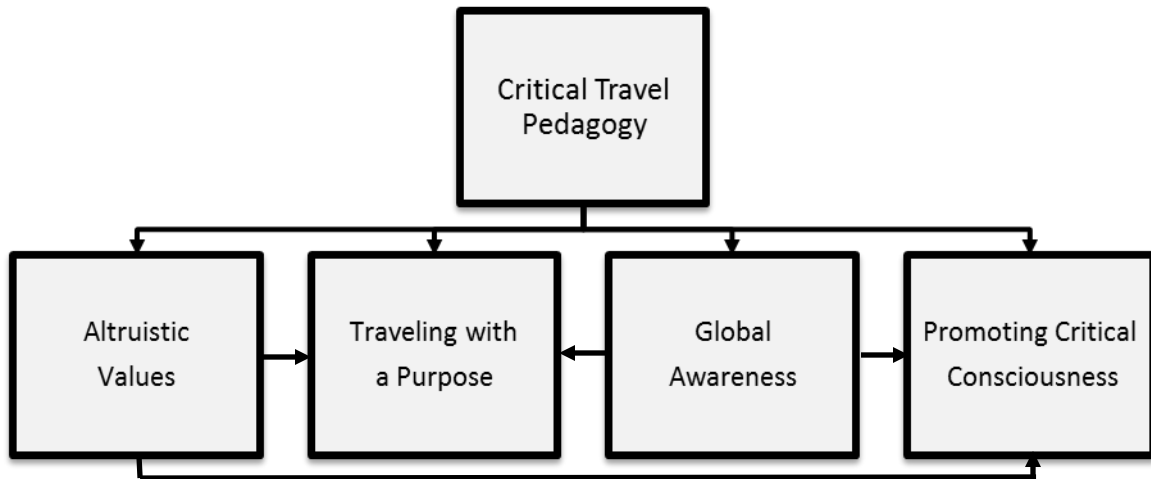 Critical Travel
Pedagogy
Altruistic
Values
Traveling with
a Purpose
Global
Awareness
Promoting Critical
Consciousness